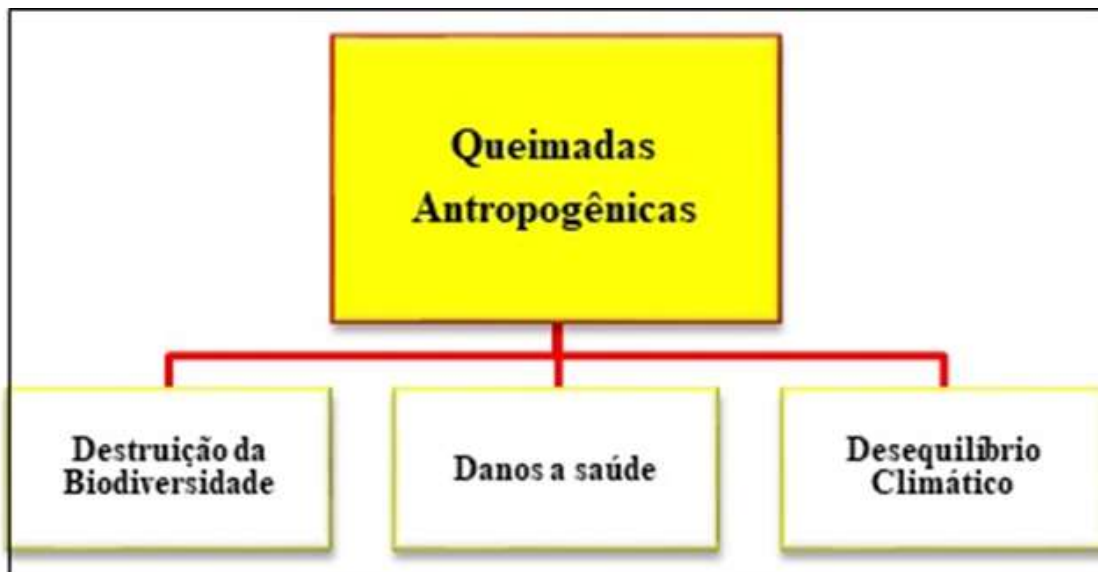 Queimadas
Antropogênicas
Destruição da
Biodiversidade
Danos a saúde
Desequilíbrio
Climático